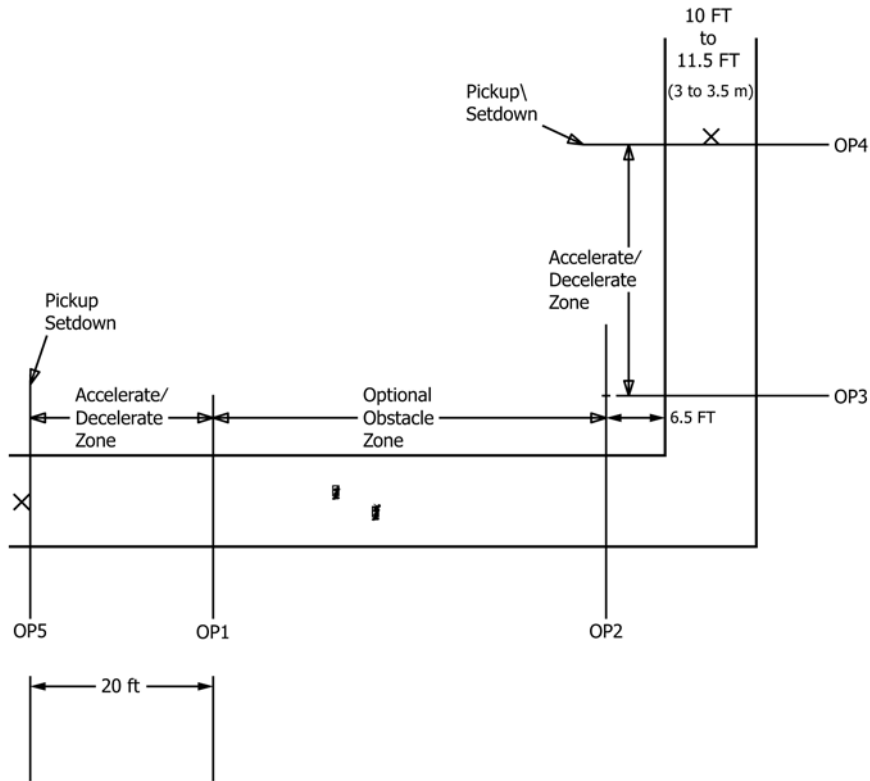 10 FT
to
11.5 FT
(3 to 3.5 m)
Pickup\
Setdown
OP4
Accelerate/
Decelerate
Zone
Pickup
Setdown
Accelerate/
Decelerate
Zone
Optional
Obstacle
Zone
OP3
6.5 FT
OP5
OP1
OP2
20 ft